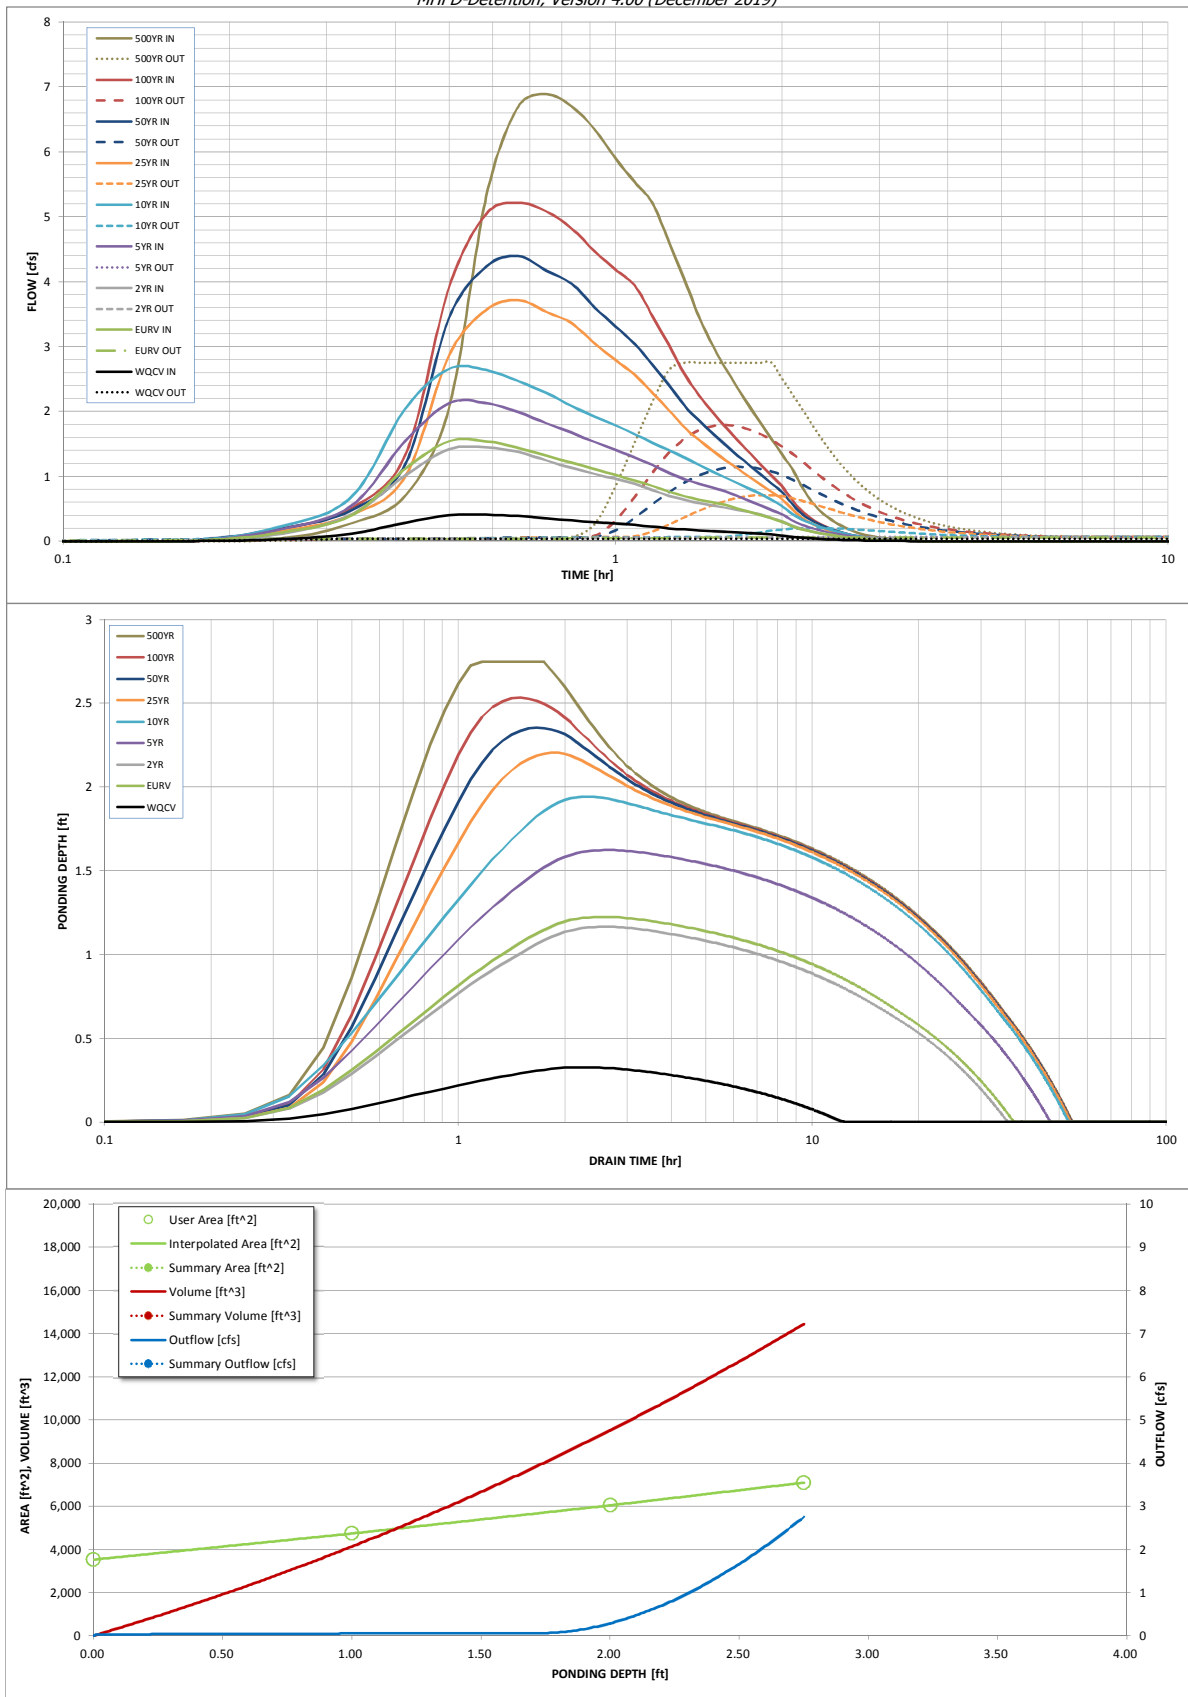 MHFD-Detention, Version 4.00 (December 2019)
8
7
6
5
4
3
2
1
0
FLOW [cfs]
500YR IN
500YR OUT
100YR IN
100YR OUT
50YR IN
50YR OUT
25YR IN
25YR OUT
10YR IN
10YR OUT
5YR IN
5YR OUT
2YR IN
2YR OUT
EURV IN
EURV OUT
WQCV IN
WQCV OUT
0.1
1
10
TIME [hr]
3
2.5
2
1.5
1
0.5
0
PONDING DEPTH [ft]
500YR
100YR
50YR
25YR
10YR
5YR
2YR
EURV
WQCV
0.1
1
10
100
DRAIN TIME [hr]
20,000
18,000
16,000
14,000
12,000
10,000
8,000
6,000
4,000
2,000
0
AREA [ft^2], VOLUME [ft^3]
User Area [ft^2]
Interpolated Area [ft^2]
Summary Area [ft^2]
Volume [ft^3]
Summary Volume [ft^3]
Outflow [cfs]
Summary Outflow [cfs]
10
9
8
7
6
5
4
3
2
1
0
OUTFLOW [cfs]
0.00
0.50
1.00
1.50
2.00
2.50
3.00
3.50
4.00
PONDING DEPTH [ft]